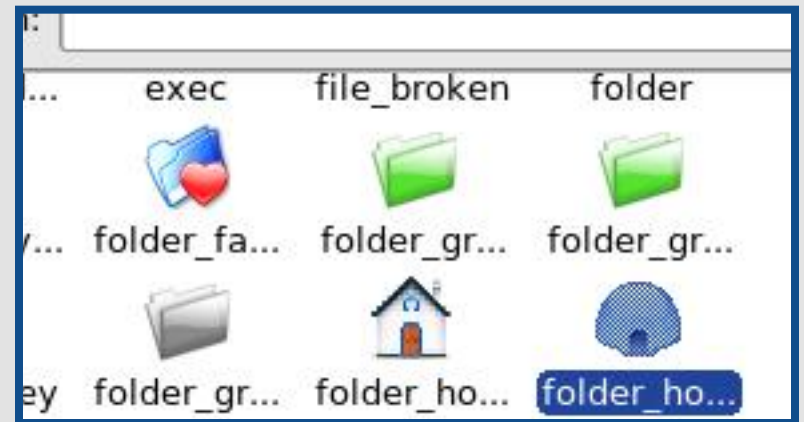 exec file_broken folder
folder_fa... folder_gr... folder_gr...
ey folder_gr... folder_ho... folder_ho...